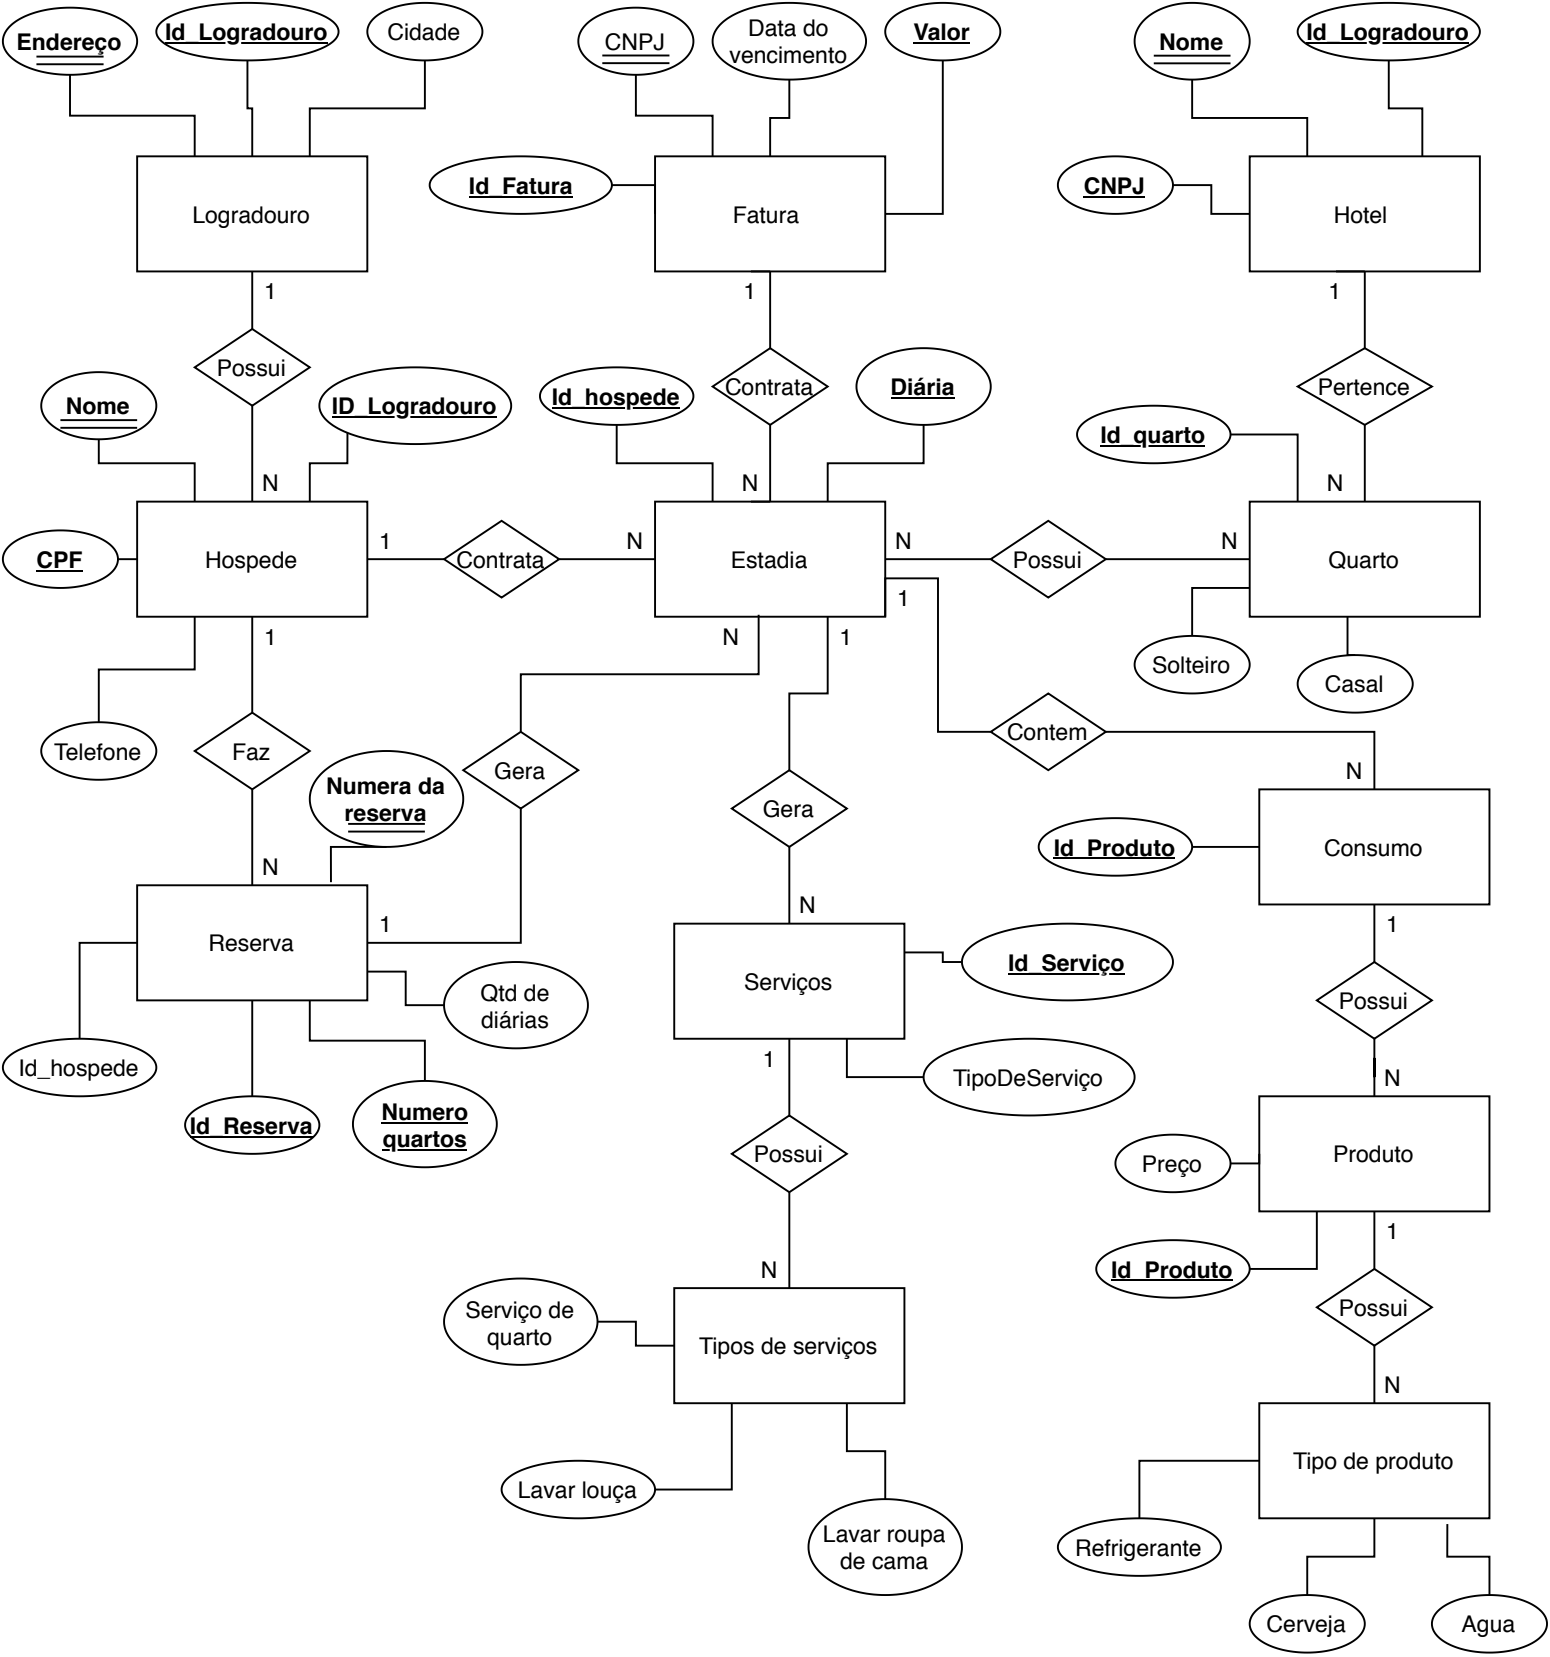 Endereço
Id_Logradouro
Cidade
CNPJ
Data do
vencimento
Valor
Nome
Id_Logradouro
Id_Fatura
CNPJ
Logradouro
Fatura
Hotel
1
1
1
Possui
Contrata
Pertence
Nome
ID_Logradouro
Id_hospede
Diária
Id_quarto
N
N
N
CPF
Hospede
1
Contrata
N
Estadia
N
Possui
N
Quarto
1
1
N
1
Solteiro
Casal
Telefone
Faz
Numera da
reserva
Gera
Gera
Contem
N
N
1
N
Id_Produto
Consumo
Reserva
1
Qtd de
diárias
Serviços
Id_Serviço
Possui
Id_hospede
Id_Reserva
Numero
quartos
1
TipoDeServiço
N
Possui
Preço
Produto
1
Id_Produto
N
Possui
Serviço de
quarto
Tipos de serviços
N
Lavar louça
Lavar roupa
de cama
Tipo de produto
Refrigerante
Cerveja
Agua